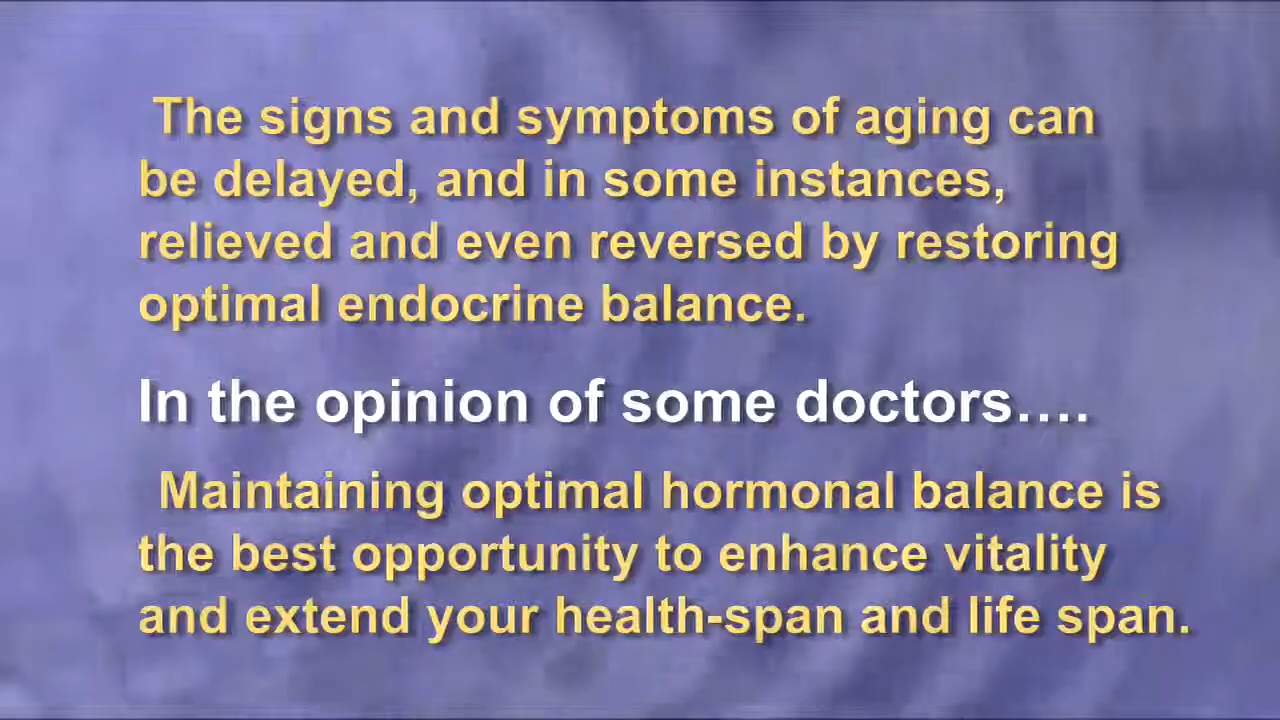 The signs and symptoms of aging can
be delayed, and in some instances,
relieved and even reversed by restoring
optimal endocrine balance.
In the opinion of some doctors....
Maintaining optimal hormonal balance is
the best opportunity to enhance vitality
and extend your health-span and life span.